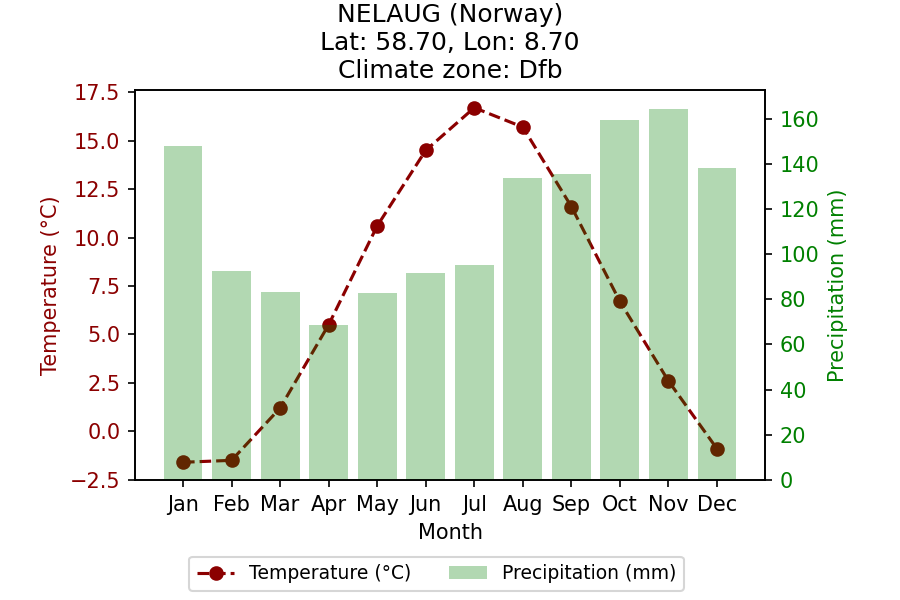 NELAUG (Norway)
Lat: 58.70, Lon: 8.70
Climate zone: Dfb
17.5
15.0
12.5
10.0
7.5
5.0
2.5
0.0
−2.5
Temperature (°C)
160
140
120
100
80
60
40
20
0
Precipitation (mm)
Jan Feb Mar Apr May Jun Jul Aug Sep Oct Nov Dec
Month
Temperature (°C) Precipitation (mm)